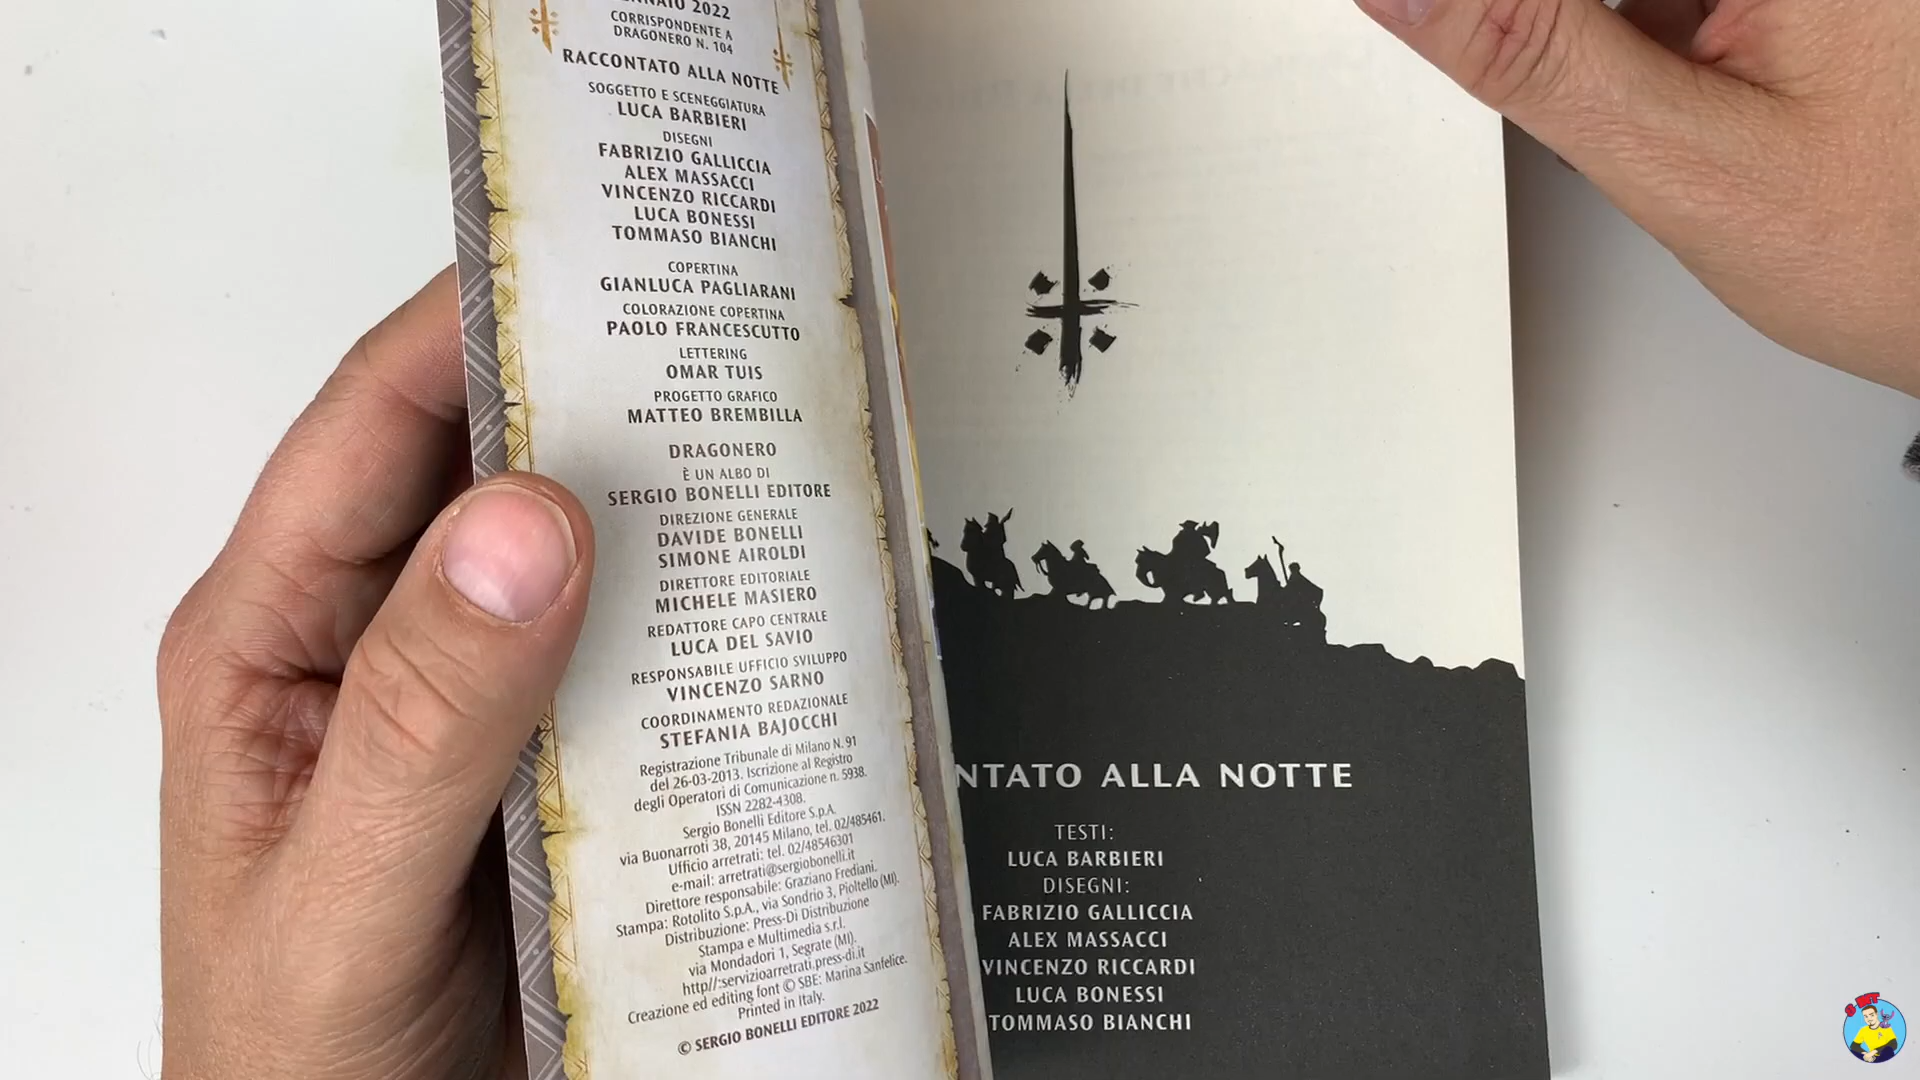 2022
CORRISPONDENTE A
DRAGONERO N. 104
RACCONTATO ALLA NOTTE
SOGGETTO E SCENEGGIATURA
LUCA BARBIERI
DISEGNI
FABRIZIO GALLICCIA
ALEX MASSACCI
VINCENZO RICCARDI
LUCA BONESSI
TOMMASO BIANCHI
COPERTINA
GIANLUCA PAGLIARANI
COLORAZIONE COPERTINA
PAOLO FRANCESCUTTO
LETTERING
OMAR TUIS
PROGETTO GRAFICO
MATTEO BREMBILLA
DRAGONERO
È UN ALBO DI
SERGIO BONELLI EDITORE
DIREZIONE GENERALE
DAVIDE BONELLI
SIMONE AIROLDI
DIRETTORE EDITORIALE
MICHELE MASIERO
REDATTORE CAPO CENTRALE
LUCA DEL SAVIO
RESPONSABILE UFFICIO SVILUPPO
VINCENZO SARNO
COORDINAMENTO REDAZIONALE
STEFANIA BAJOCCHI
Registrazione Tribunale di Milano N. 91
del 26-03-2013. Iscrizione al Registro
degli Operatori di Comunicazione n. 5938.
ISSN 2282-4308.
Sergio Bonelli Editore S.p.A.
via Buonarroti 38, 20145 Milano, tel. 02/485461.
Ufficio arretrati: tel. 02/48546301
e-mail: arretrati@sergiobonelli.it
Direttore responsabile: Graziano Frediani.
Stampa: Rotolito S.p.A., via Sondrio 3, Pioltello (MI).
Distribuzione: Press-Di Distribuzione
Stampa e Multimedia s.r.l.
via Mondadori 1, Segrate (MI).
http//:servizioarretrati.press-di.it
Creazione ed editing font © SBE: Marina Sanfelice.
Printed in Italy.
© SERGIO BONELLI EDITORE 2022
NTATO ALLA NOTTE
TESTI:
LUCA BARBIERI
DISEGNI:
FABRIZIO GALLICCIA
ALEX MASSACCI
VINCENZO RICCARDI
LUCA BONESSI
TOMMASO BIANCHI